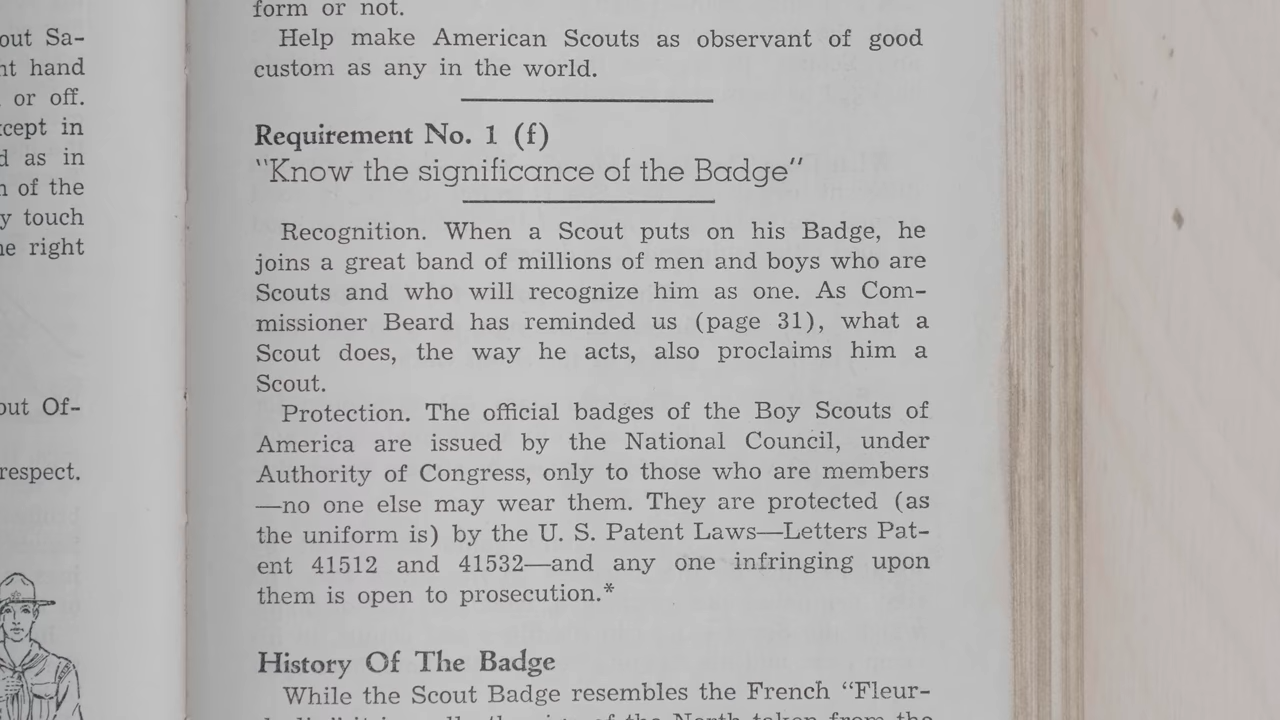 out Sa-
nt hand
or off.
xcept in
d as in
n of the
y touch
he right
out Of-
respect.
form or not.
Help make American Scouts as observant of good
custom as any in the world.
Requirement No. 1 (f)
"Know the significance of the Badge"
Recognition. When a Scout puts on his Badge, he
joins a great band of millions of men and boys who are
Scouts and who will recognize him as one. As Com-
missioner Beard has reminded us (page 31), what a
Scout does, the way he acts, also proclaims him a
Scout.
Protection. The official badges of the Boy Scouts of
America are issued by the National Council, under
Authority of Congress, only to those who are members
—no one else may wear them. They are protected (as
the uniform is) by the U. S. Patent Laws—Letters Pat-
ent 41512 and 41532—and any one infringing upon
them is open to prosecution.*
History Of The Badge
While the Scout Badge resembles the French “Fleur-
of the North taken from the